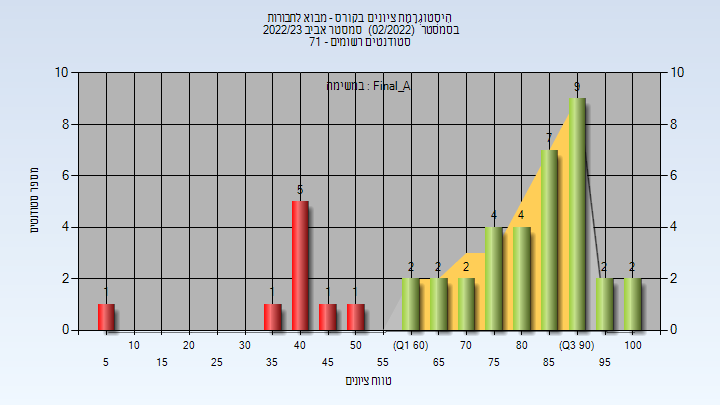 היסטוגרמת ציונים בקורס - מבוא לחברות
בסמסטר (02/2022) סמסטר אביב 2022/23
סטודנטים רשומים - 71
במשימה : Final_A
10 10
8 8
6 6
4 4
2 2
0 0
1 1 5 1 1 2 2 2 4 4 7 9 2 2
מספר סטודנטים
10 20 30 40 50 (Q1 60) 70 80 (Q3 90) 100
5 15 25 35 45 55 65 75 85 95
טווח ציונים